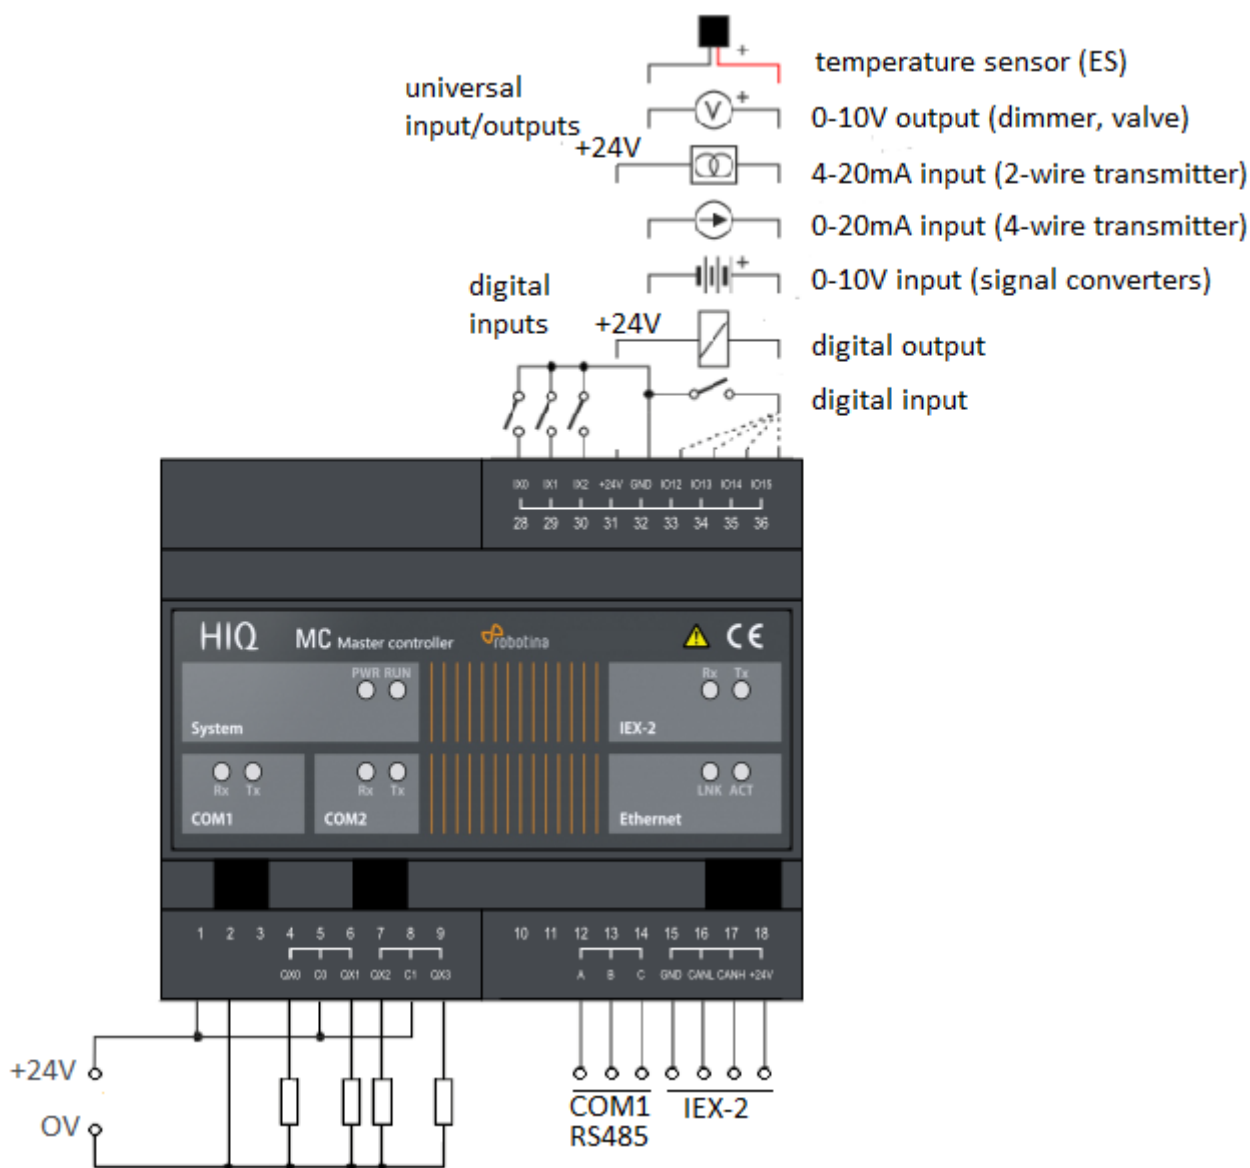 +
temperature sensor (ES)
universal
input/outputs
V
+
0-10V output (dimmer, valve)
+24V
4-20mA input (2-wire transmitter)
0-20mA input (4-wire transmitter)
+
0-10V input (signal converters)
digital
inputs
+24V
digital output
digital input
IX0 IX1 IX2 +24V GND IO12 IO13 IO14 IO15
28 29 30 31 32 33 34 35 36
HIQ MC Master controller robotina CE
PWR RUN
System
Rx Tx
IEX-2
Rx Tx
COM1
Rx Tx
COM2
LNK ACT
Ethernet
1 2 3 4 5 6 7 8 9
QX0 C0 QX1 QX2 C1 QX3
10 11 12 13 14 15 16 17 18
A B C GND CANL CANH +24V
+24V
OV
COM1
RS485
IEX-2